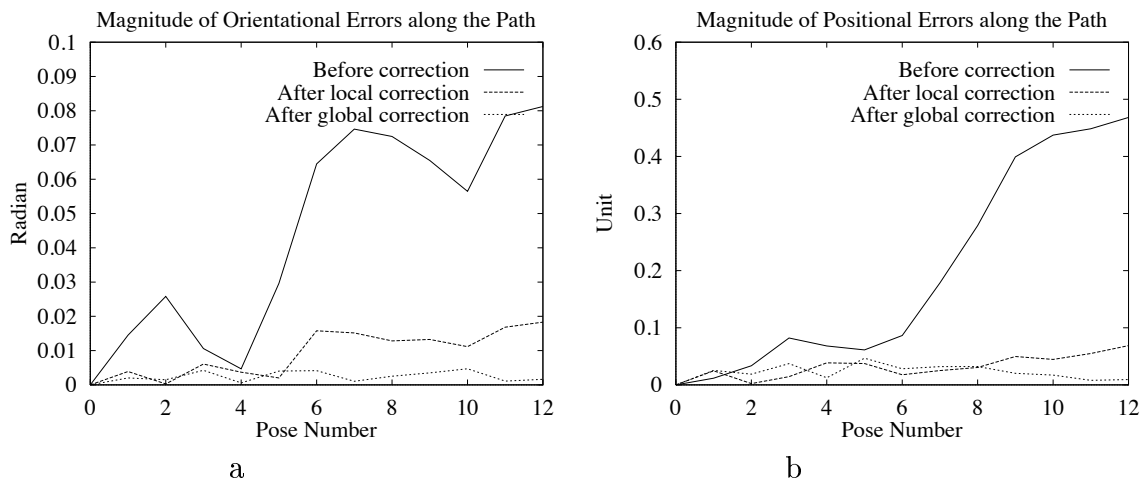 Magnitude of Orientational Errors along the Path
0.1
0.09
0.08
0.07
0.06
0.05
0.04
0.03
0.02
0.01
0
Radian
Before correction
After local correction
After global correction
0 2 4 6 8 10 12
Pose Number
a
Magnitude of Positional Errors along the Path
0.6
0.5
0.4
0.3
0.2
0.1
0
Unit
Before correction
After local correction
After global correction
0 2 4 6 8 10 12
Pose Number
b